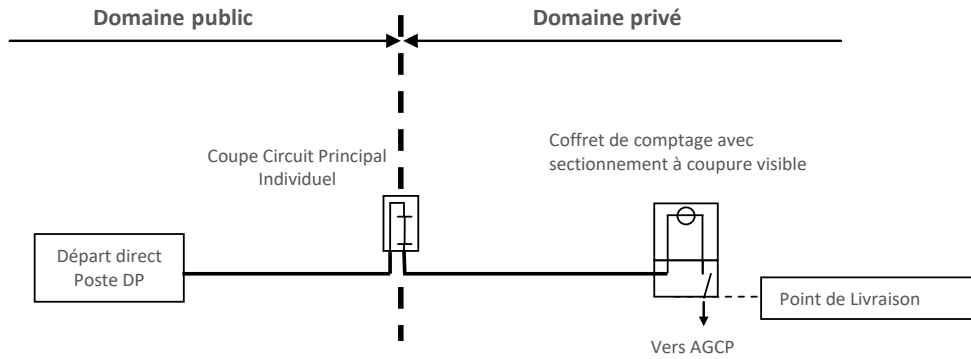 Domaine public
Domaine privé
Coupe Circuit Principal
Individuel
Coffret de comptage avec
sectionnement à coupure visible
Départ direct
Poste DP
Point de Livraison
Vers AGCP